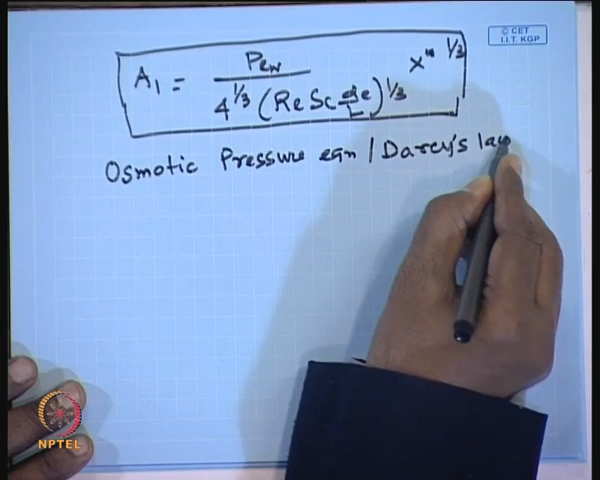 © CET
I.I.T. KGP
A₁ = Pew / 4^1/3 (Re Sc de/L)^1/3 x*^1/3
Osmotic Pressure eqn / Darcy's law
NPTEL